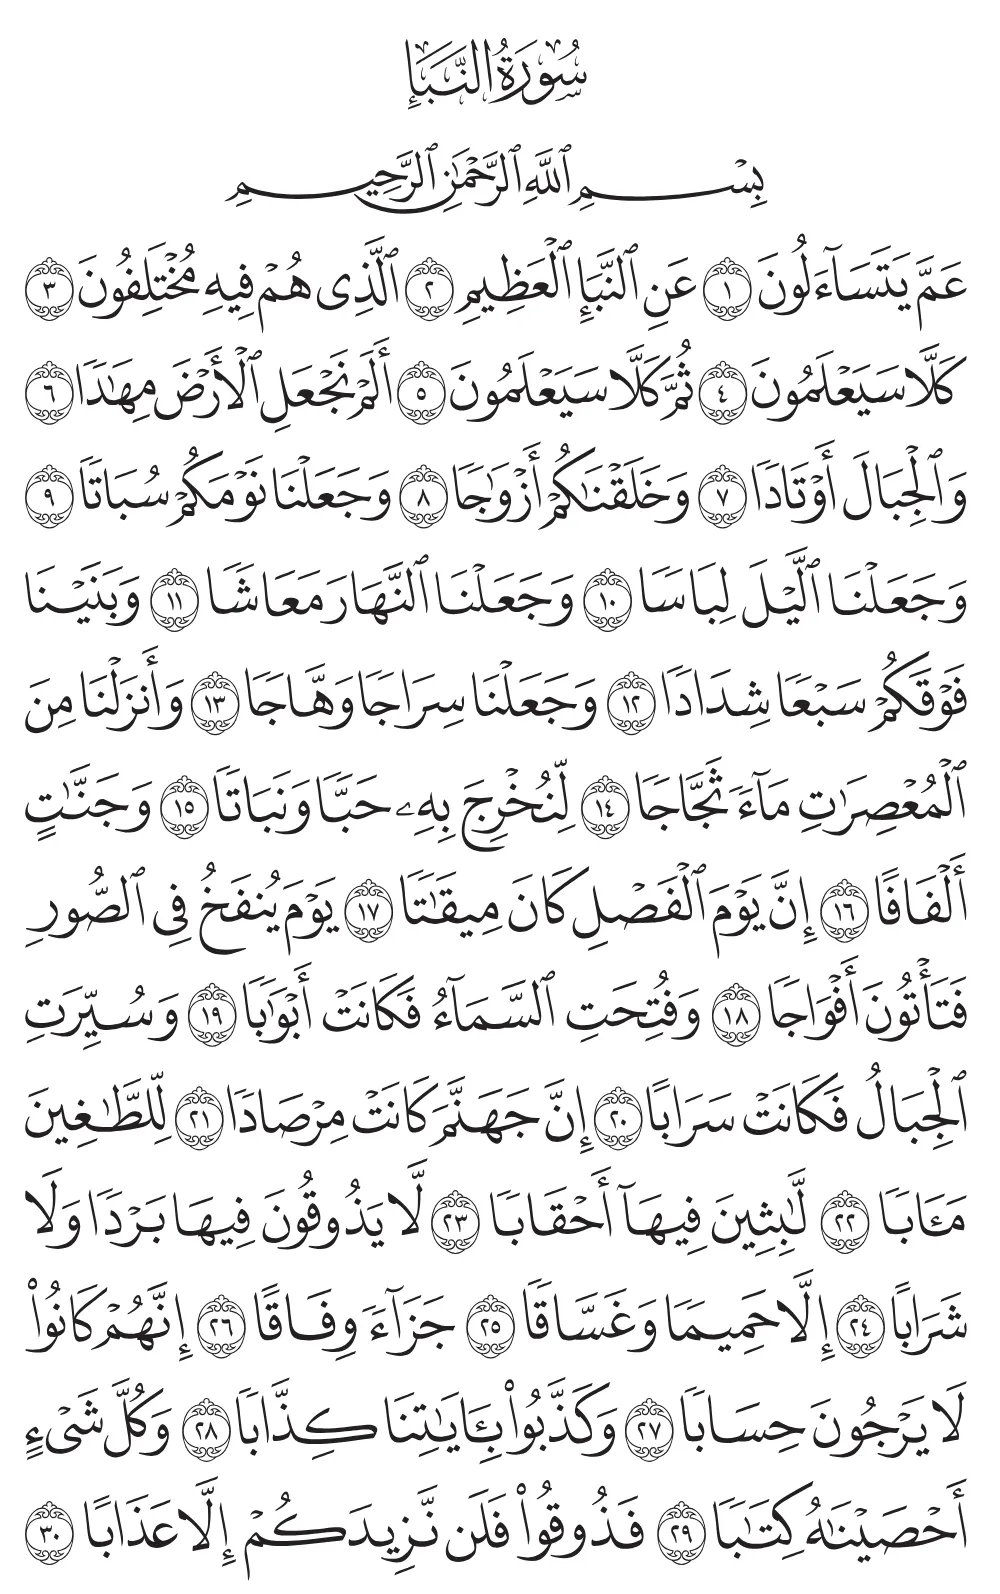 سُورَةُ النَّبَإِ
بِسْمِ ٱللَّهِ ٱلرَّحْمَٰنِ ٱلرَّحِيمِ
عَمَّ يَتَسَآءَلُونَ ١ عَنِ ٱلنَّبَإِ ٱلْعَظِيمِ ٢ ٱلَّذِى هُمْ فِيهِ مُخْتَلِفُونَ ٣
كَلَّا سَيَعْلَمُونَ ٤ ثُمَّ كَلَّا سَيَعْلَمُونَ ٥ أَلَمْ نَجْعَلِ ٱلْأَرْضَ مِهَٰدًا ٦
وَٱلْجِبَالَ أَوْتَادًا ٧ وَخَلَقْنَٰكُمْ أَزْوَٰجًا ٨ وَجَعَلْنَا نَوْمَكُمْ سُبَاتًا ٩
وَجَعَلْنَا ٱلَّيْلَ لِبَاسًا ١٠ وَجَعَلْنَا ٱلنَّهَارَ مَعَاشًا ١١ وَبَنَيْنَا
فَوْقَكُمْ سَبْعًا شِدَادًا ١٢ وَجَعَلْنَا سِرَاجًا وَهَّاجًا ١٣ وَأَنزَلْنَا مِنَ
ٱلْمُعْصِرَٰتِ مَآءً ثَجَّاجًا ١٤ لِّنُخْرِجَ بِهِۦ حَبًّا وَنَبَاتًا ١٥ وَجَنَّٰتٍ
أَلْفَافًا ١٦ إِنَّ يَوْمَ ٱلْفَصْلِ كَانَ مِيقَٰتًا ١٧ يَوْمَ يُنفَخُ فِى ٱلصُّورِ
فَتَأْتُونَ أَفْوَاجًا ١٨ وَفُتِحَتِ ٱلسَّمَآءُ فَكَانَتْ أَبْوَٰبًا ١٩ وَسُيِّرَتِ
ٱلْجِبَالُ فَكَانَتْ سَرَابًا ٢٠ إِنَّ جَهَنَّمَ كَانَتْ مِرْصَادًا ٢١ لِّلطَّٰغِينَ
مَـَٔابًا ٢٢ لَّٰبِثِينَ فِيهَآ أَحْقَابًا ٢٣ لَّا يَذُوقُونَ فِيهَا بَرْدًا وَلَا
شَرَابًا ٢٤ إِلَّا حَمِيمًا وَغَسَّاقًا ٢٥ جَزَآءً وِفَاقًا ٢٦ إِنَّهُمْ كَانُوا۟
لَا يَرْجُونَ حِسَابًا ٢٧ وَكَذَّبُوا۟ بِـَٔايَٰتِنَا كِذَّابًا ٢٨ وَكُلَّ شَىْءٍ
أَحْصَيْنَٰهُ كِتَٰبًا ٢٩ فَذُوقُوا۟ فَلَن نَّزِيدَكُمْ إِلَّا عَذَابًا ٣٠